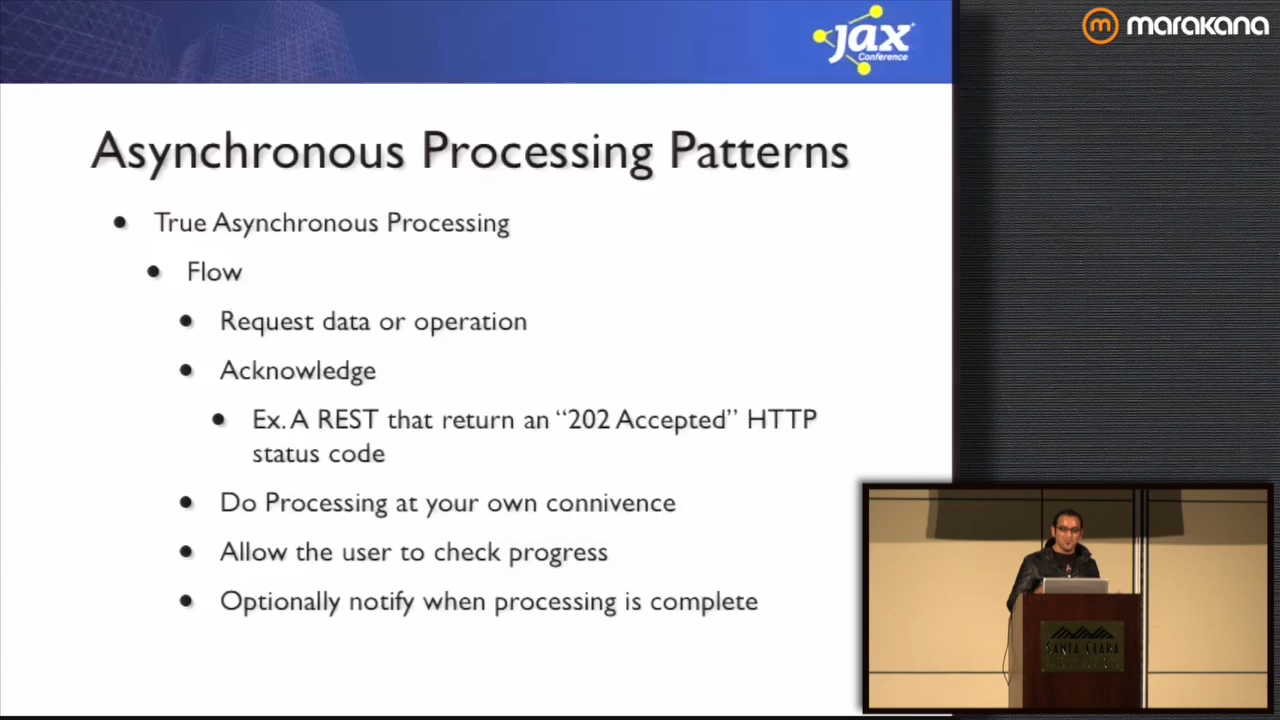 jax
Conference
marakana
Asynchronous Processing Patterns
True Asynchronous Processing
Flow
Request data or operation
Acknowledge
Ex. A REST that return an “202 Accepted” HTTP
status code
Do Processing at your own connivence
Allow the user to check progress
Optionally notify when processing is complete
SANTA CLARA